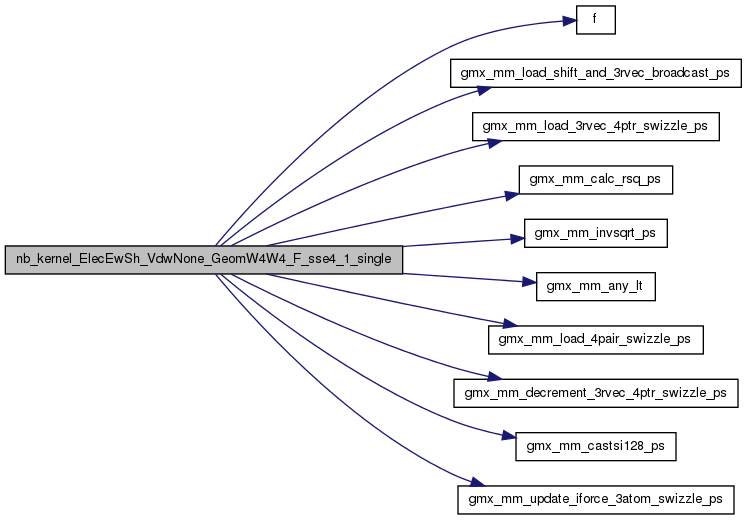 f
gmx_mm_load_shift_and_3rvec_broadcast_ps
gmx_mm_load_3rvec_4ptr_swizzle_ps
gmx_mm_calc_rsq_ps
gmx_mm_invsqrt_ps
nb_kernel_ElecEwSh_VdwNone_GeomW4W4_F_sse4_1_single
gmx_mm_any_lt
gmx_mm_load_4pair_swizzle_ps
gmx_mm_decrement_3rvec_4ptr_swizzle_ps
gmx_mm_castsi128_ps
gmx_mm_update_iforce_3atom_swizzle_ps